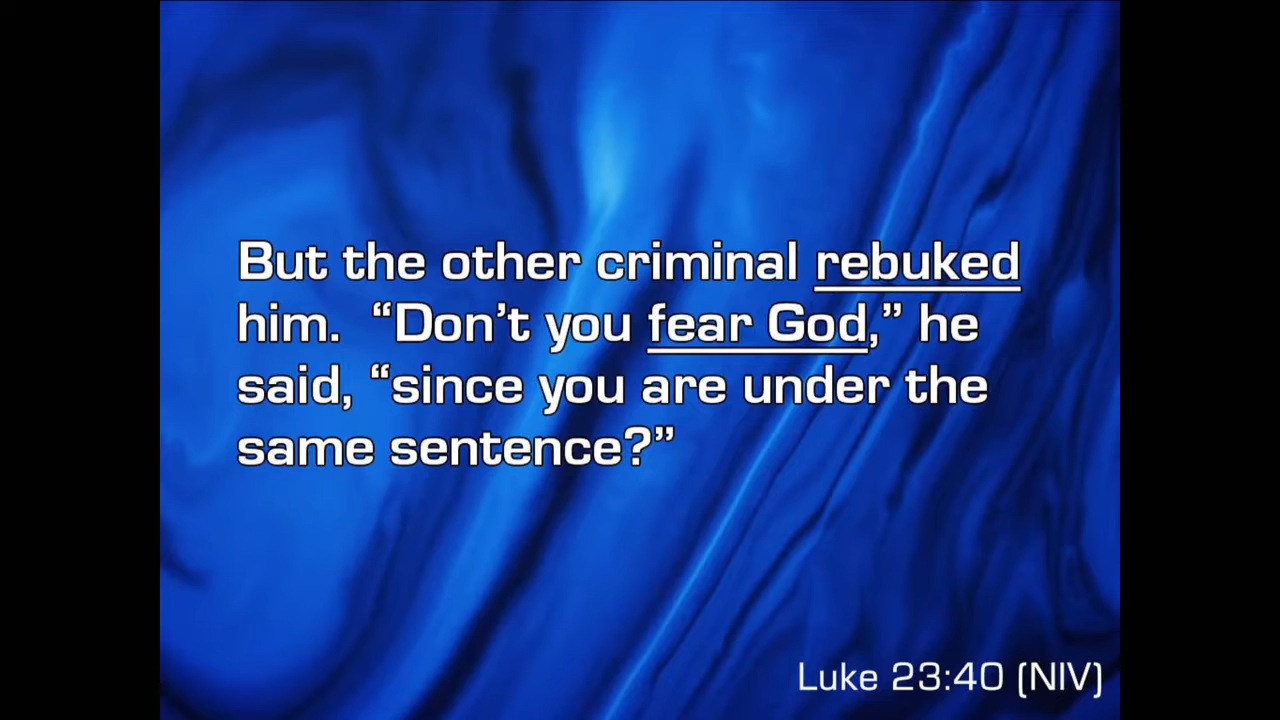 But the other criminal rebuked
him.  “Don’t you fear God,” he
said, “since you are under the
same sentence?”
Luke 23:40 (NIV)